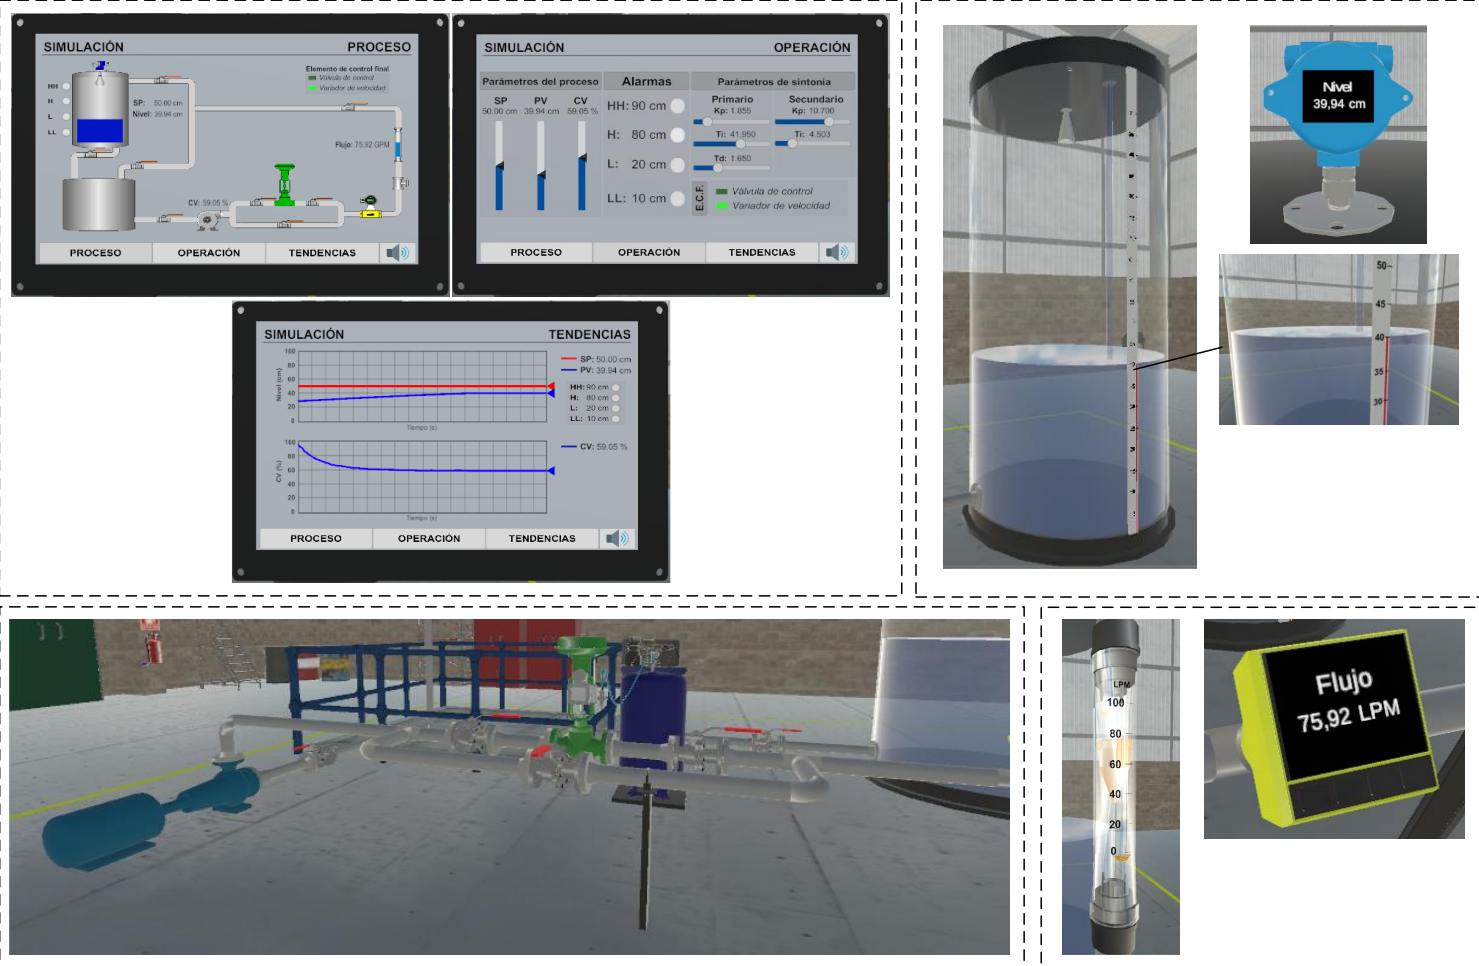 SIMULACIÓN PROCESO
Elemento de control final
Válvula de control
Variador de velocidad
HH
H
L
LL
SP: 50.00 cm
Nivel: 39.94 cm
Flujo: 75.92 GPM
CV: 59.05 %
PROCESO OPERACIÓN TENDENCIAS
SIMULACIÓN OPERACIÓN
Parámetros del proceso Alarmas Parámetros de sintonia
SP PV CV
50.00 cm 39.94 cm 59.05 %
HH: 90 cm
H: 80 cm
L: 20 cm
LL: 10 cm
Primario Secundario
Kp: 1.855 Kp: 10.700
Ti: 41.950 Ti: 4.503
Td: 1.650
E.C.F.
Válvula de control
Variador de velocidad
PROCESO OPERACIÓN TENDENCIAS
SIMULACIÓN TENDENCIAS
Nivel (cm)
100
80
60
40
20
Tiempo (s)
SP: 50.00 cm
PV: 39.94 cm
HH: 90 cm
H: 80 cm
L: 20 cm
LL: 10 cm
CV (%)
100
80
60
40
20
0
Tiempo (s)
CV: 59.05 %
PROCESO OPERACIÓN TENDENCIAS
Nivel
39,94 cm
50
45
40
35
30
LPM
100
80
60
40
20
0
Flujo
75,92 LPM